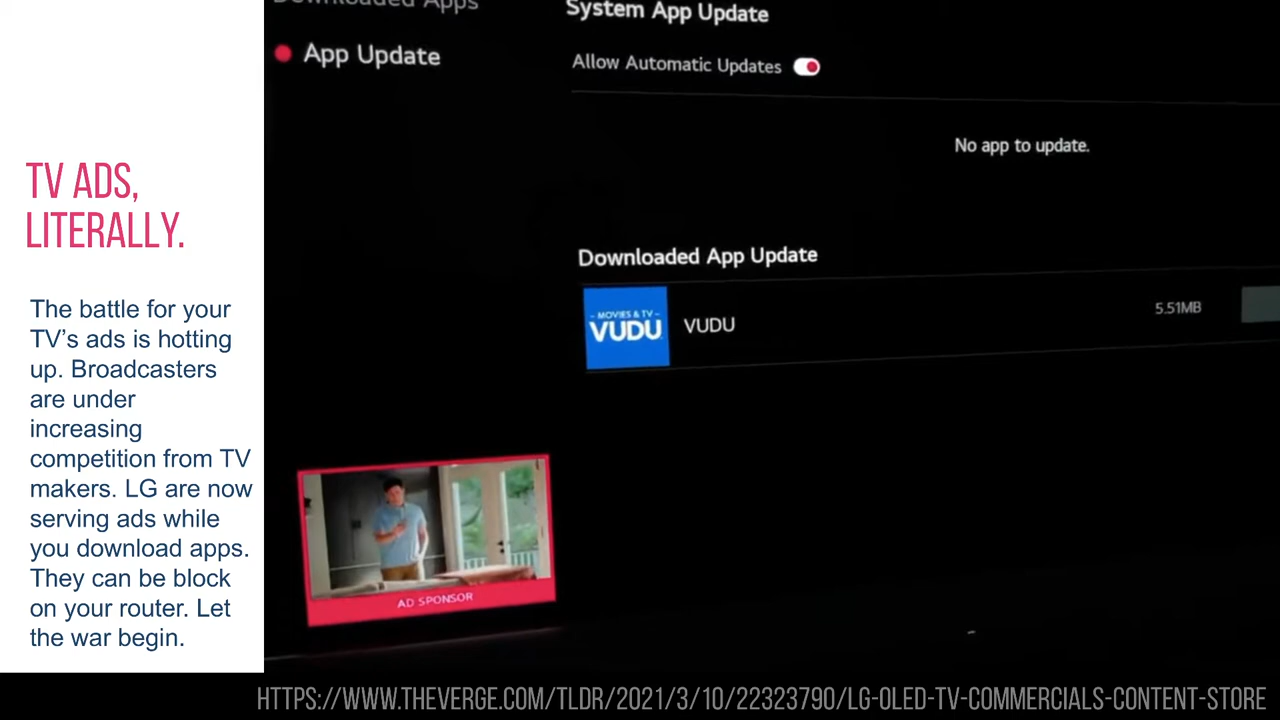 TV ADS,
LITERALLY.
The battle for your
TV’s ads is hotting
up. Broadcasters
are under
increasing
competition from TV
makers. LG are now
serving ads while
you download apps.
They can be block
on your router. Let
the war begin.
Downloaded Apps
App Update
System App Update
Allow Automatic Updates
No app to update.
Downloaded App Update
MOVIES & TV
VUDU
VUDU
5.51MB
AD SPONSOR
HTTPS://WWW.THEVERGE.COM/TLDR/2021/3/10/22323790/LG-OLED-TV-COMMERCIALS-CONTENT-STORE